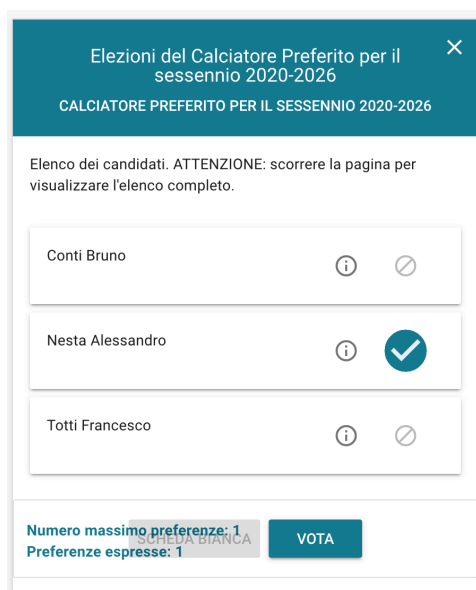 Elezioni del Calciatore Preferito per il
sessennio 2020-2026
CALCIATORE PREFERITO PER IL SESSENNIO 2020-2026
Elenco dei candidati. ATTENZIONE: scorrere la pagina per
visualizzare l'elenco completo.
Conti Bruno
Nesta Alessandro
Totti Francesco
Numero massimo preferenze: 1
Preferenze espresse: 1
SCHEDA BIANCA
VOTA